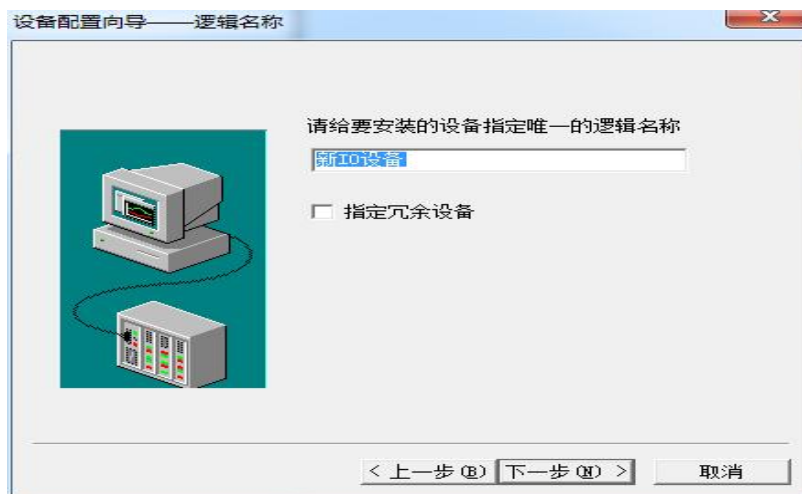 设备配置向导——逻辑名称
请给要安装的设备指定唯一的逻辑名称
新IO设备
指定冗余设备
< 上一步(B) 下一步(N) > 取消